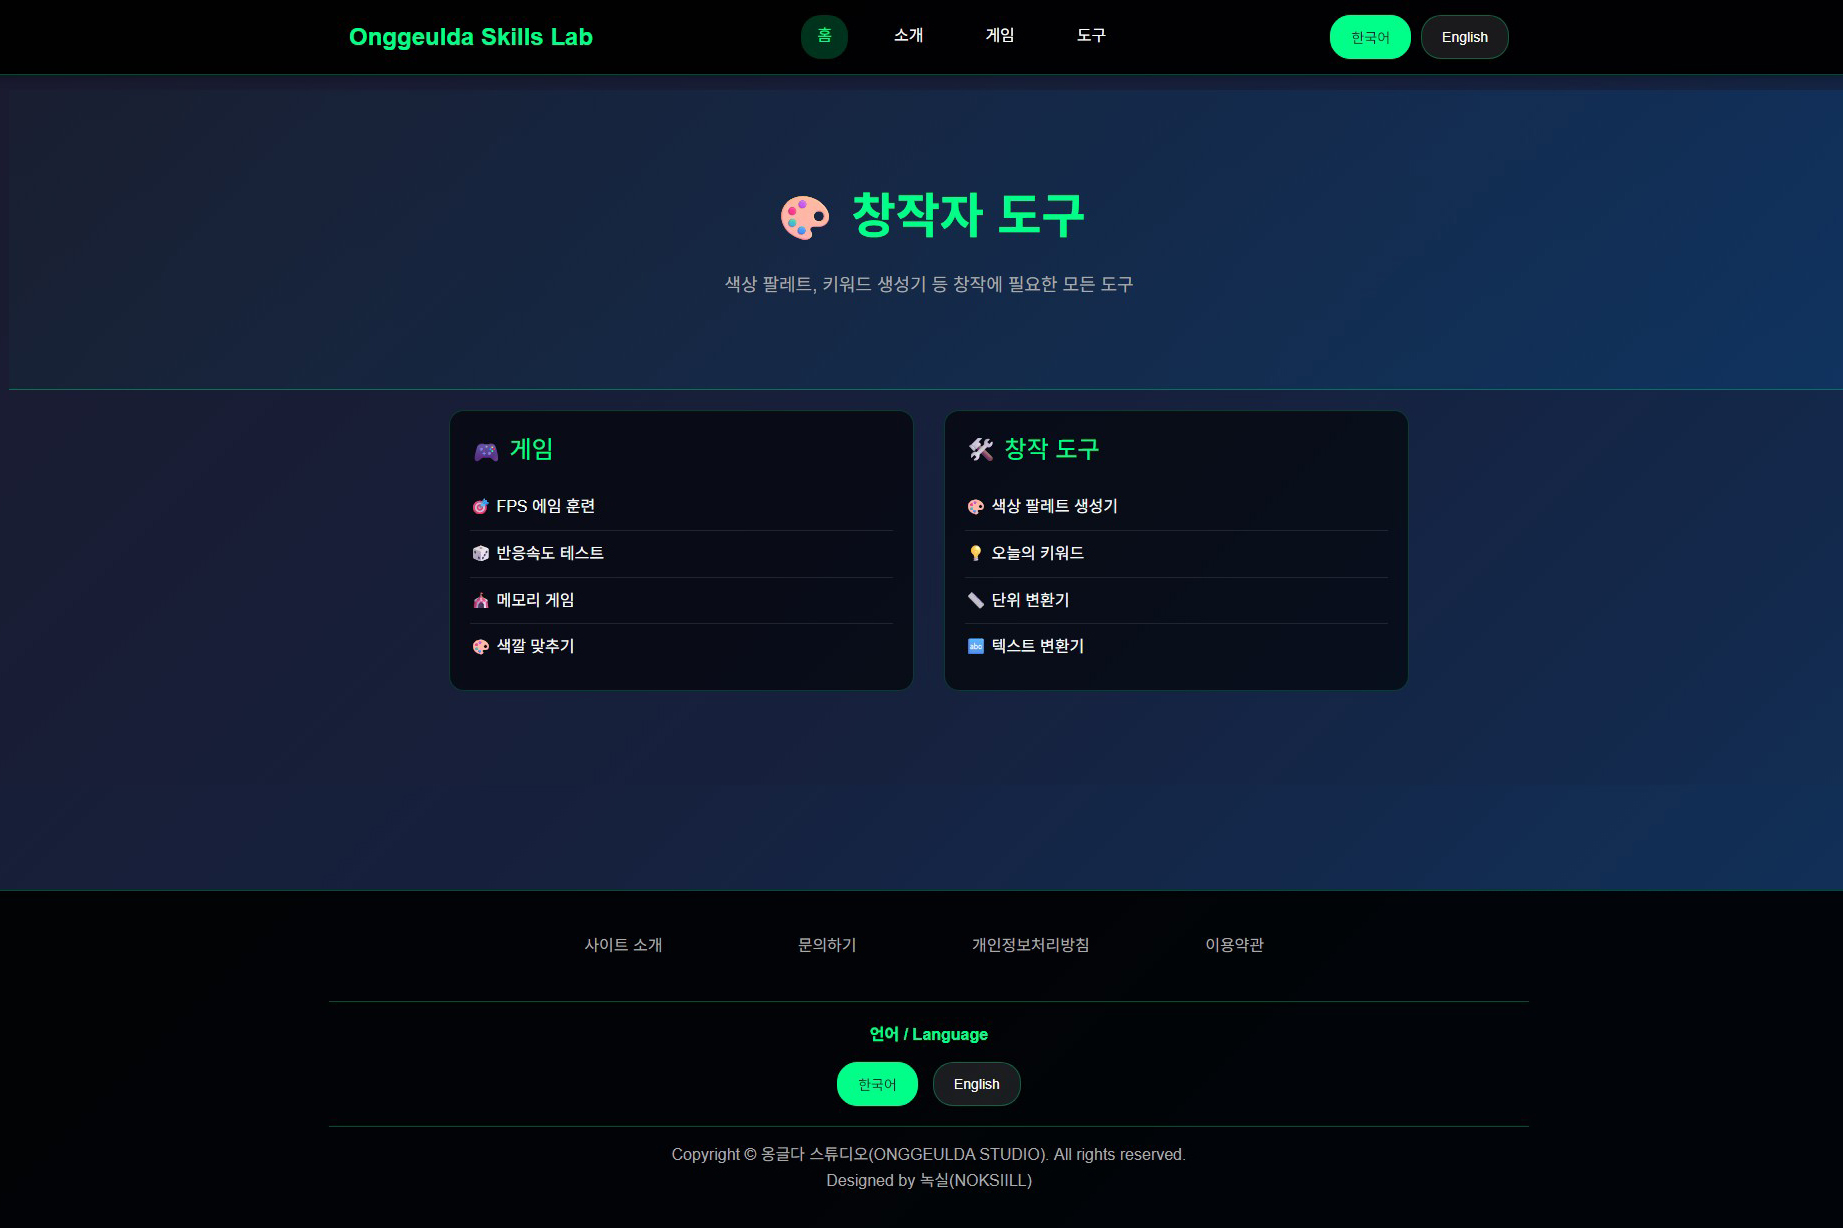 Onggeulda Skills Lab
홈
소개
게임
도구
한국어
English
창작자 도구
색상 팔레트, 키워드 생성기 등 창작에 필요한 모든 도구
게임
FPS 에임 훈련
반응속도 테스트
메모리 게임
색깔 맞추기
창작 도구
색상 팔레트 생성기
오늘의 키워드
단위 변환기
abc 텍스트 변환기
사이트 소개
문의하기
개인정보처리방침
이용약관
언어 / Language
한국어
English
Copyright © 옹글다 스튜디오(ONGGEULDA STUDIO). All rights reserved.
Designed by 녹실(NOKSIILL)